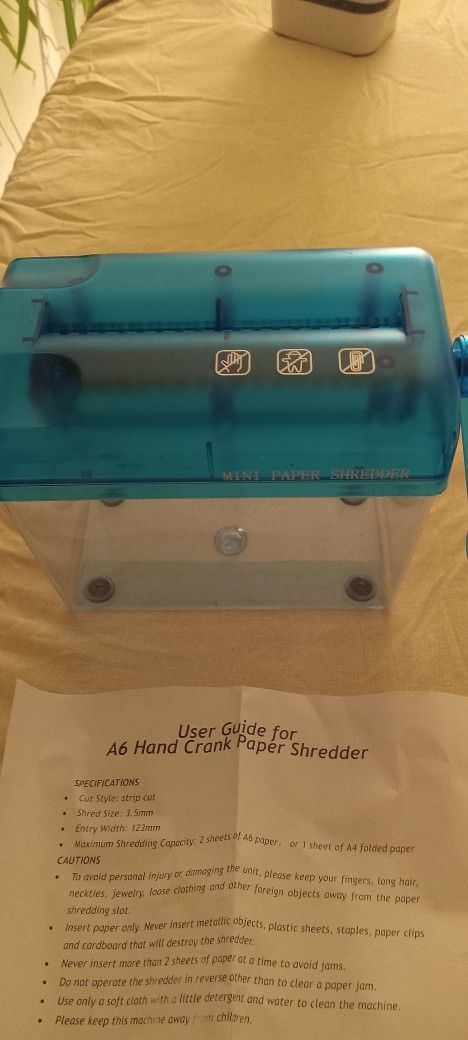 MINI PAPER SHREDDER
User Guide for
A6 Hand Crank Paper Shredder
SPECIFICATIONS
• Cut Style: strip cut
• Shred Size: 3.5mm
• Entry Width: 123mm
• Maximum Shredding Capacity: 2 sheets of A6 paper, or 1 sheet of A4 folded paper
CAUTIONS
• To avoid personal injury or damaging the unit, please keep your fingers, long hair,
neckties, jewelry, loose clothing and other foreign objects away from the paper
shredding slot.
• Insert paper only. Never insert metallic objects, plastic sheets, staples, paper clips
and cardboard that will destroy the shredder.
• Never insert more than 2 sheets of paper at a time to avoid jams.
• Do not operate the shredder in reverse other than to clear a paper jam.
• Use only a soft cloth with a little detergent and water to clean the machine.
• Please keep this machine away from children.